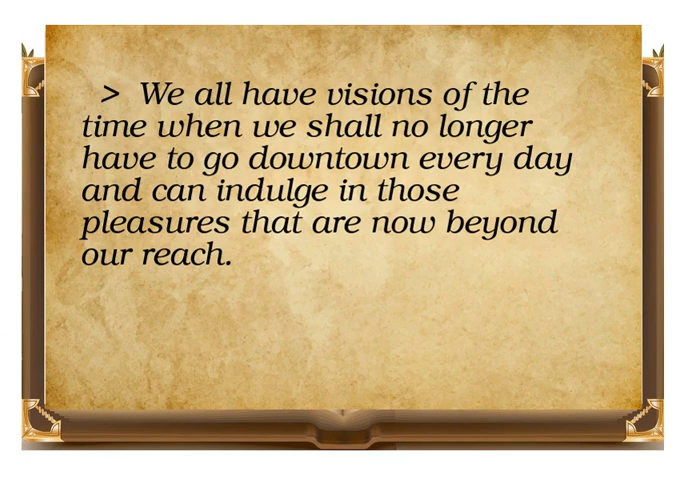 > We all have visions of the
time when we shall no longer
have to go downtown every day
and can indulge in those
pleasures that are now beyond
our reach.